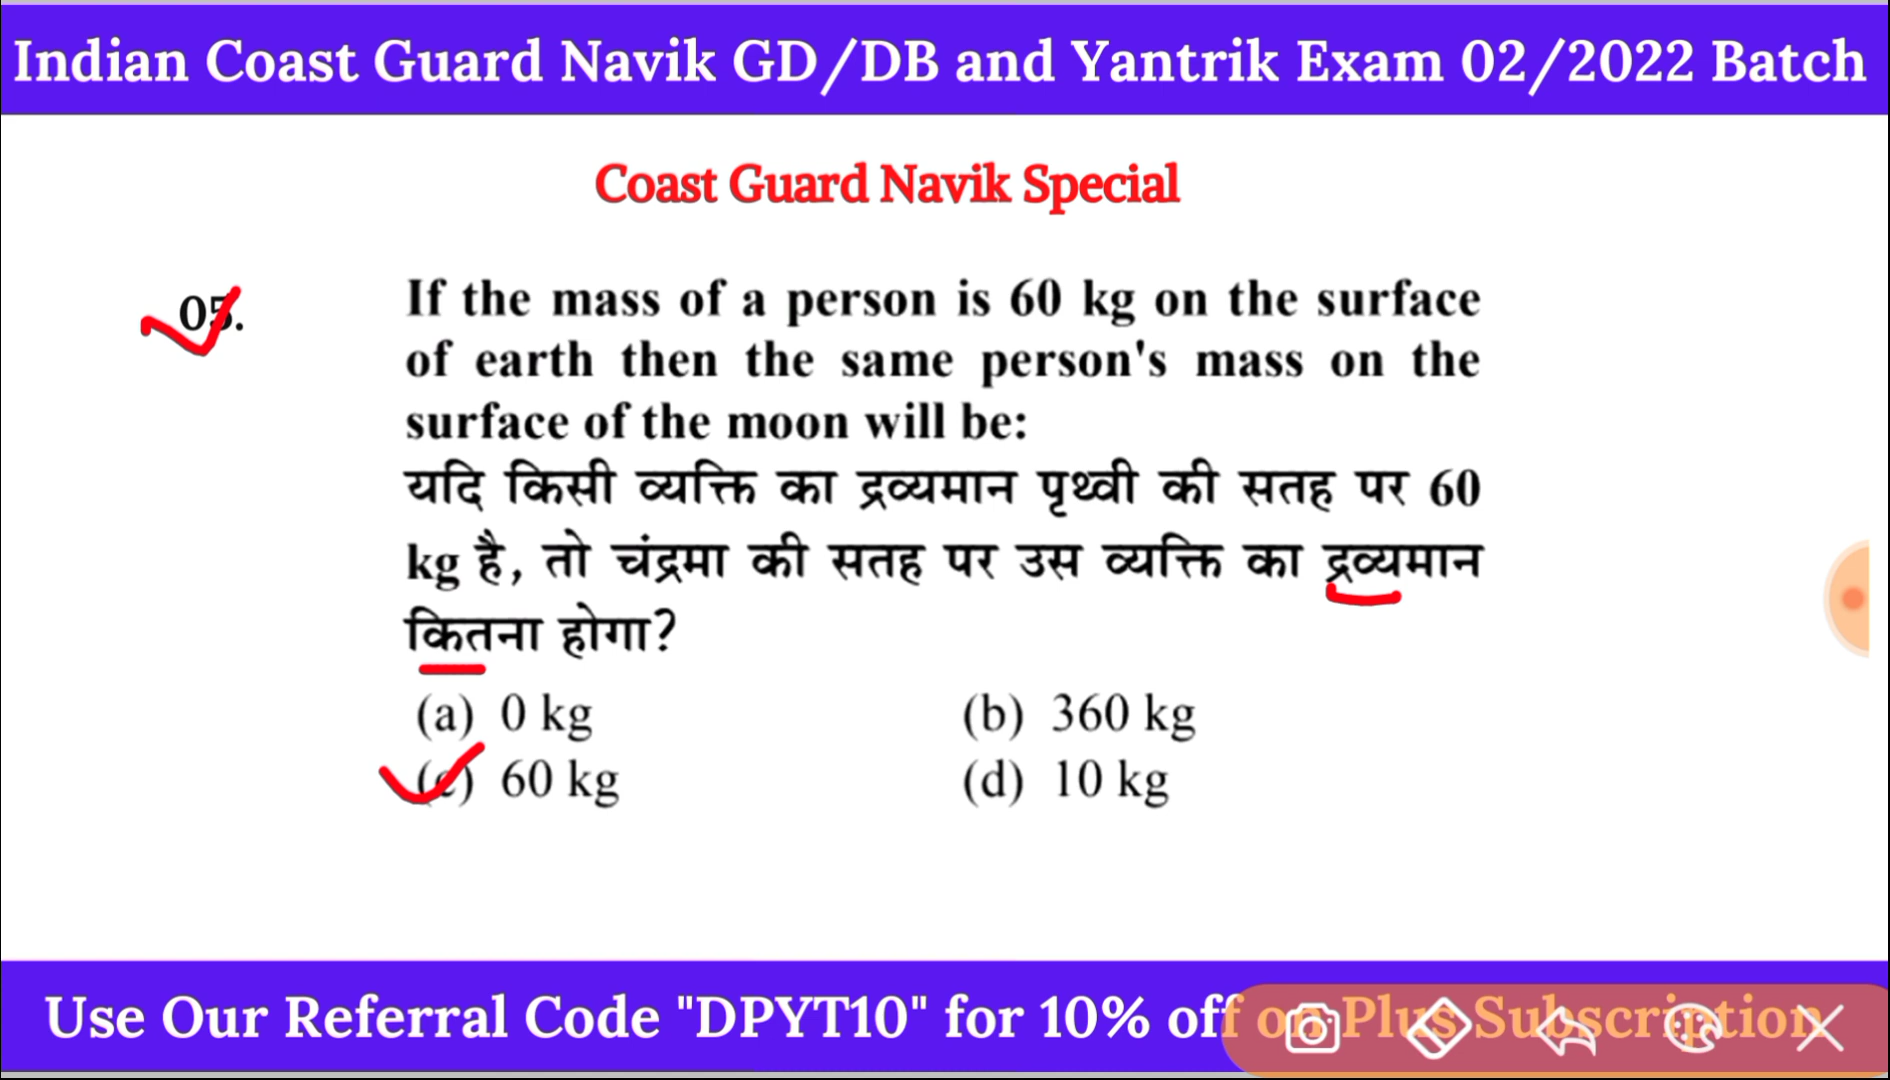 Indian Coast Guard Navik GD/DB and Yantrik Exam 02/2022 Batch
Coast Guard Navik Special
05.
If the mass of a person is 60 kg on the surface
of earth then the same person's mass on the
surface of the moon will be:
यदि किसी व्यक्ति का द्रव्यमान पृथ्वी की सतह पर 60
kg है, तो चंद्रमा की सतह पर उस व्यक्ति का द्रव्यमान
कितना होगा?
(a) 0 kg (b) 360 kg
(c) 60 kg (d) 10 kg
Use Our Referral Code "DPYT10" for 10% off on Plus Subscription